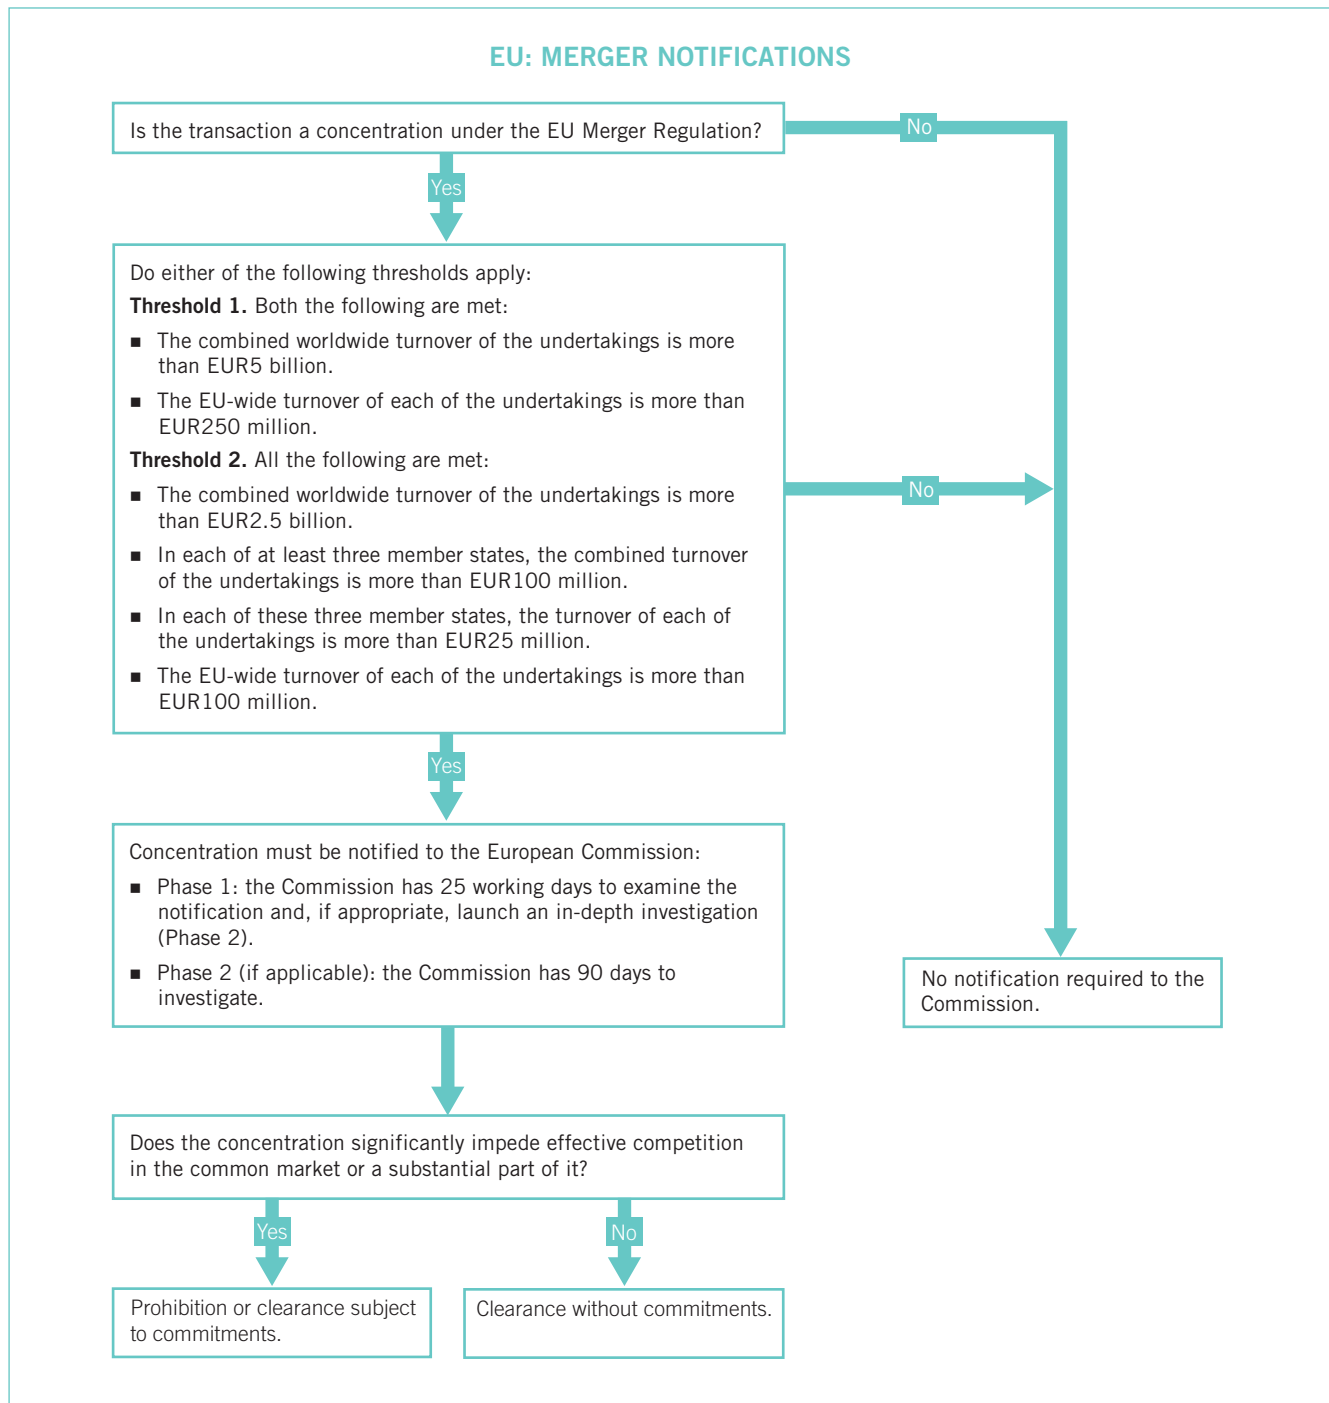 EU: MERGER NOTIFICATIONS
Is the transaction a concentration under the EU Merger Regulation?
No
Yes
Do either of the following thresholds apply:
Threshold 1. Both the following are met:
■ The combined worldwide turnover of the undertakings is more
than EUR5 billion.
■ The EU-wide turnover of each of the undertakings is more than
EUR250 million.
Threshold 2. All the following are met:
■ The combined worldwide turnover of the undertakings is more
than EUR2.5 billion.
■ In each of at least three member states, the combined turnover
of the undertakings is more than EUR100 million.
■ In each of these three member states, the turnover of each of
the undertakings is more than EUR25 million.
■ The EU-wide turnover of each of the undertakings is more than
EUR100 million.
No
Yes
Concentration must be notified to the European Commission:
■ Phase 1: the Commission has 25 working days to examine the
notification and, if appropriate, launch an in-depth investigation
(Phase 2).
■ Phase 2 (if applicable): the Commission has 90 days to
investigate.
No notification required to the
Commission.
Does the concentration significantly impede effective competition
in the common market or a substantial part of it?
Yes
No
Prohibition or clearance subject
to commitments.
Clearance without commitments.